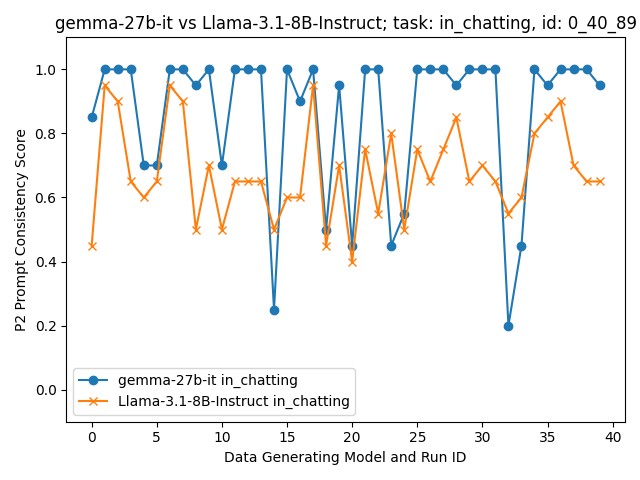 gemma-27b-it vs Llama-3.1-8B-Instruct; task: in_chatting, id: 0_40_89
P2 Prompt Consistency Score
1.0
0.8
0.6
0.4
0.2
0.0
gemma-27b-it in_chatting
Llama-3.1-8B-Instruct in_chatting
0 5 10 15 20 25 30 35 40
Data Generating Model and Run ID